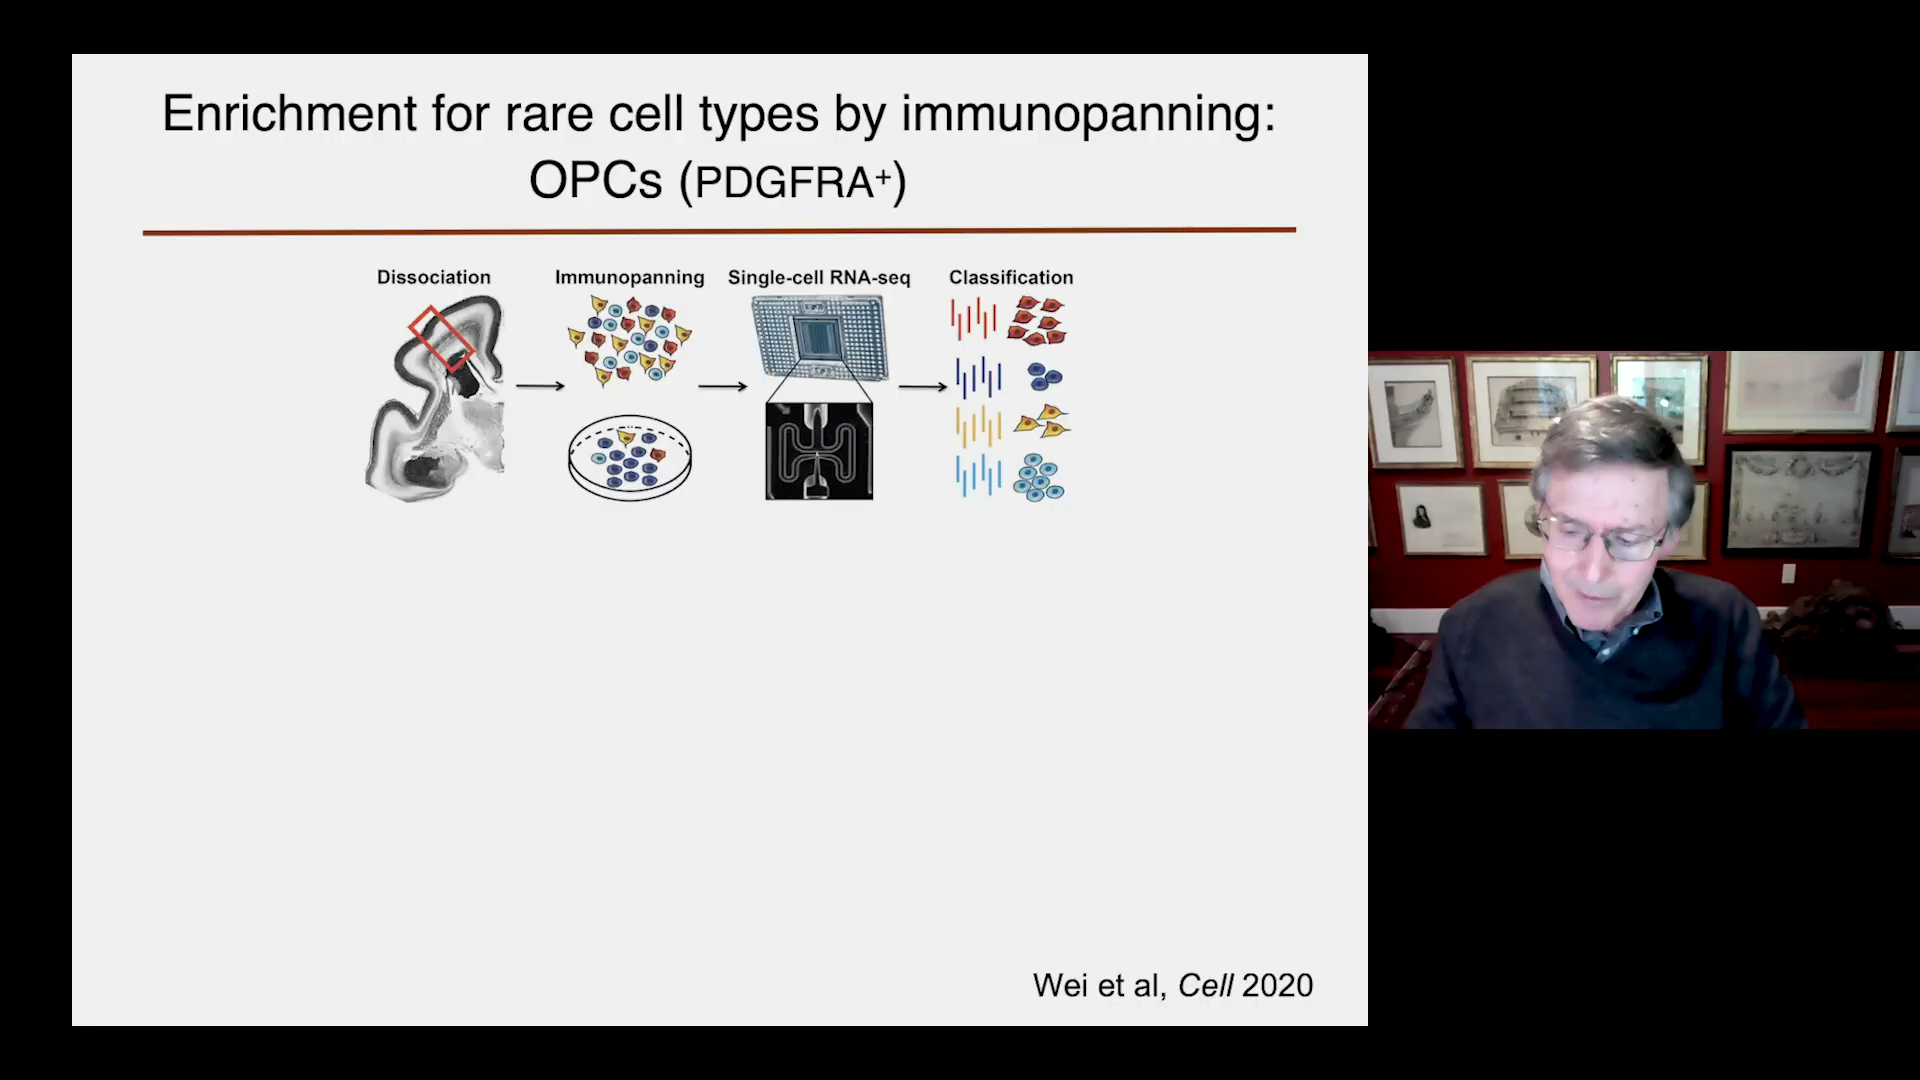 Enrichment for rare cell types by immunopanning:
OPCs (PDGFRA⁺)
Dissociation Immunopanning Single-cell RNA-seq Classification
Wei et al, Cell 2020